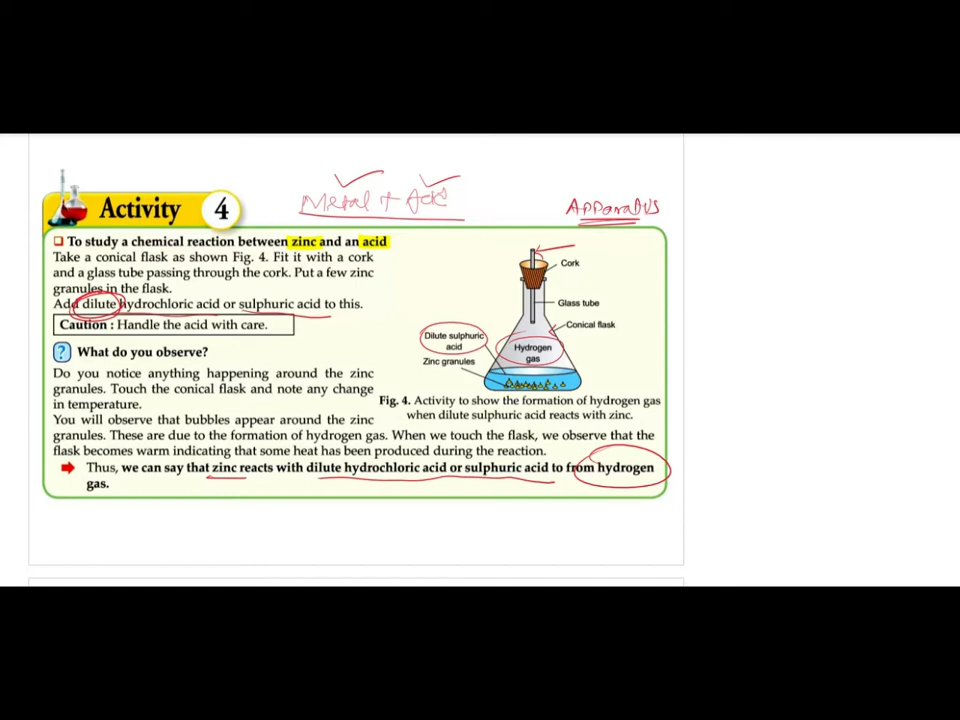 Metal + Acid
Apparatus
Activity 4
To study a chemical reaction between zinc and an acid
Take a conical flask as shown Fig. 4. Fit it with a cork
and a glass tube passing through the cork. Put a few zinc
granules in the flask.
Add dilute hydrochloric acid or sulphuric acid to this.
Caution : Handle the acid with care.
? What do you observe?
Do you notice anything happening around the zinc
granules. Touch the conical flask and note any change
in temperature.
You will observe that bubbles appear around the zinc
granules. These are due to the formation of hydrogen gas. When we touch the flask, we observe that the
flask becomes warm indicating that some heat has been produced during the reaction.
Thus, we can say that zinc reacts with dilute hydrochloric acid or sulphuric acid to from hydrogen
gas.
Cork
Glass tube
Conical flask
Dilute sulphuric
acid
Hydrogen
gas
Zinc granules
Fig. 4. Activity to show the formation of hydrogen gas
when dilute sulphuric acid reacts with zinc.